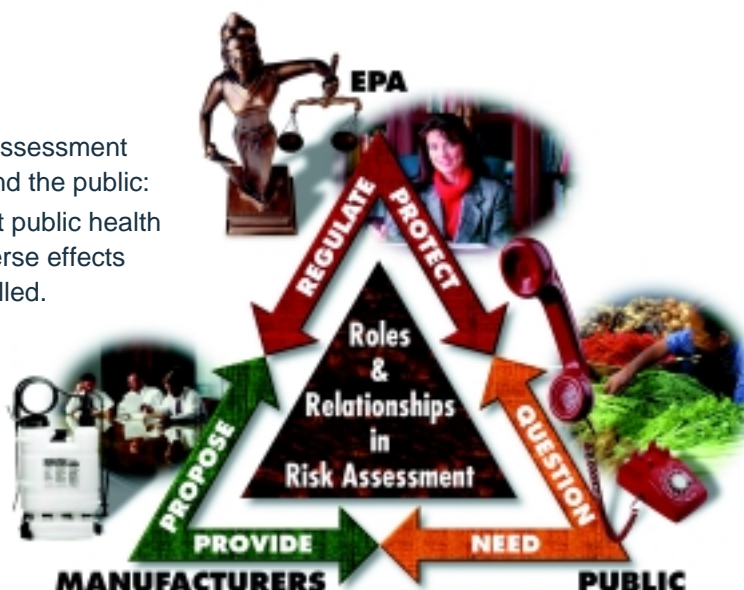 EPA
ssessment
nd the public:
t public health
erse effects
lled.
REGULATE
PROTECT
Roles
&
Relationships
in
Risk Assessment
PROPOSE
QUESTION
PROVIDE
NEED
MANUFACTURERS
PUBLIC